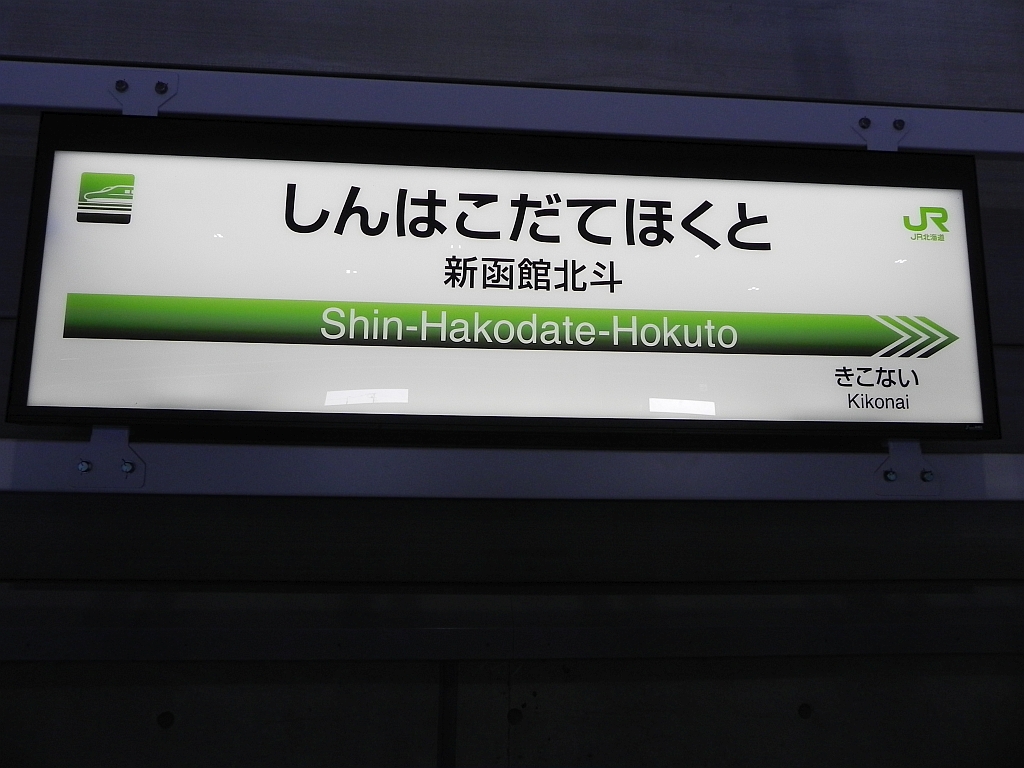 しんはこだてほくと
JR
JR北海道
新函館北斗
Shin-Hakodate-Hokuto
きこない
Kikonai